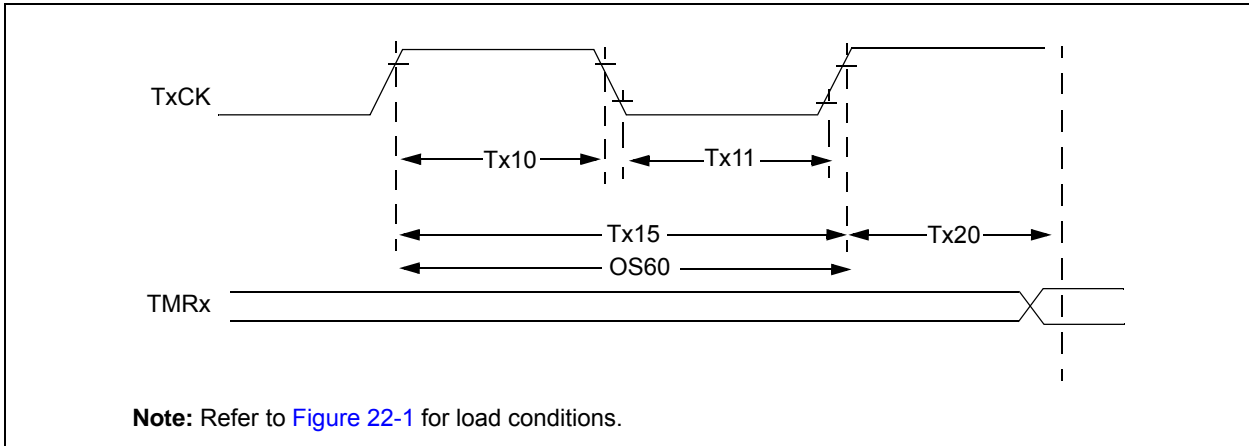 TxCK
Tx10
Tx11
Tx15
Tx20
OS60
TMRx
Note: Refer to Figure 22-1 for load conditions.